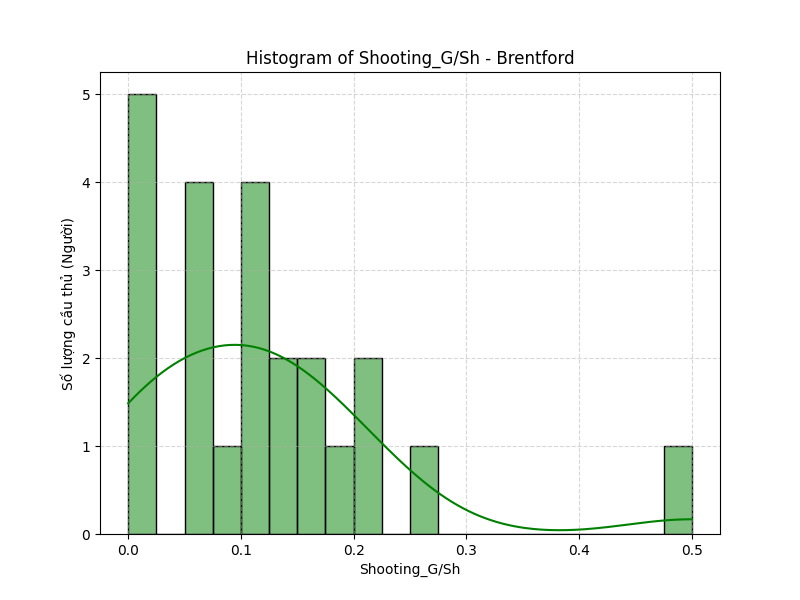 Histogram of Shooting_G/Sh - Brentford
Số lượng cầu thủ (Người)
5
4
3
2
1
0
0.0 0.1 0.2 0.3 0.4 0.5
Shooting_G/Sh